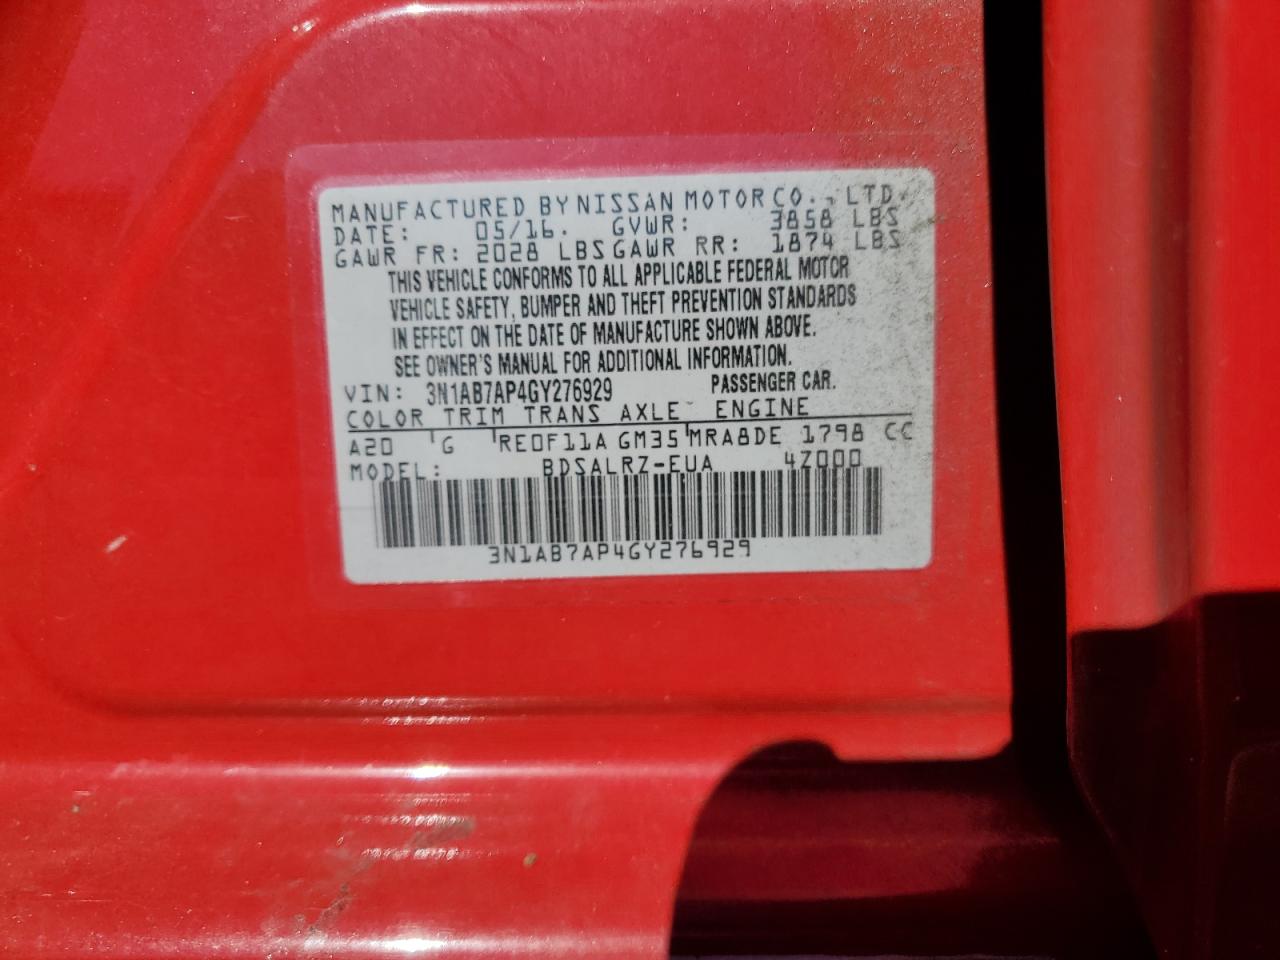 MANUFACTURED BY NISSAN MOTOR CO., LTD.
DATE: 05/16. GVWR: 3858 LBS
GAWR FR: 2028 LBS GAWR RR: 1874 LBS
THIS VEHICLE CONFORMS TO ALL APPLICABLE FEDERAL MOTOR
VEHICLE SAFETY, BUMPER AND THEFT PREVENTION STANDARDS
IN EFFECT ON THE DATE OF MANUFACTURE SHOWN ABOVE.
SEE OWNER'S MANUAL FOR ADDITIONAL INFORMATION.
VIN: 3N1AB7AP4GY276929 PASSENGER CAR.
COLOR TRIM TRANS AXLE ENGINE
A20 G RE0F11A GM35 MRA8DE 1798 CC
MODEL: BDSALRZ-EUA 4Z000
3N1AB7AP4GY276929